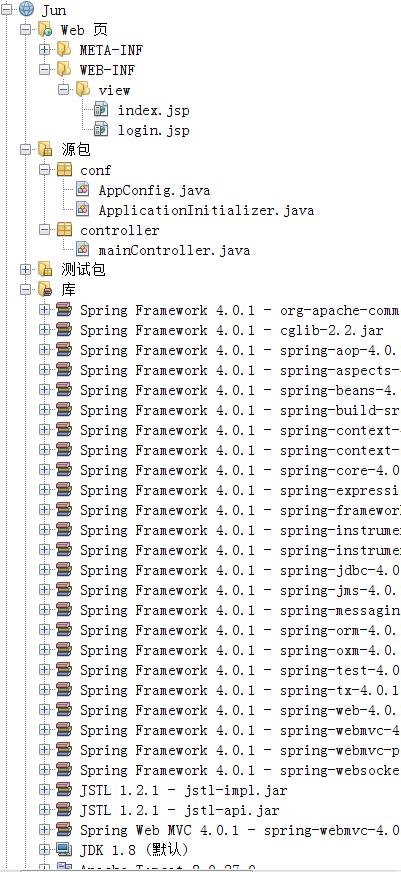 Jun
Web 页
META-INF
WEB-INF
view
index.jsp
login.jsp
源包
conf
AppConfig.java
ApplicationInitializer.java
controller
mainController.java
测试包
库
Spring Framework 4.0.1 - org-apache-comm
Spring Framework 4.0.1 - cglib-2.2.jar
Spring Framework 4.0.1 - spring-aop-4.0.
Spring Framework 4.0.1 - spring-aspects-
Spring Framework 4.0.1 - spring-beans-4.
Spring Framework 4.0.1 - spring-build-sr
Spring Framework 4.0.1 - spring-context-
Spring Framework 4.0.1 - spring-context-
Spring Framework 4.0.1 - spring-core-4.0
Spring Framework 4.0.1 - spring-expressi
Spring Framework 4.0.1 - spring-framework
Spring Framework 4.0.1 - spring-instrume
Spring Framework 4.0.1 - spring-instrume
Spring Framework 4.0.1 - spring-jdbc-4.0
Spring Framework 4.0.1 - spring-jms-4.0.
Spring Framework 4.0.1 - spring-messagin
Spring Framework 4.0.1 - spring-orm-4.0.
Spring Framework 4.0.1 - spring-oxm-4.0.
Spring Framework 4.0.1 - spring-test-4.0
Spring Framework 4.0.1 - spring-tx-4.0.1
Spring Framework 4.0.1 - spring-web-4.0.
Spring Framework 4.0.1 - spring-webmvc-4
Spring Framework 4.0.1 - spring-webmvc-p
Spring Framework 4.0.1 - spring-websocke
JSTL 1.2.1 - jstl-impl.jar
JSTL 1.2.1 - jstl-api.jar
Spring Web MVC 4.0.1 - spring-webmvc-4.0
JDK 1.8 (默认)
Apache Tomcat 8.0.27.0